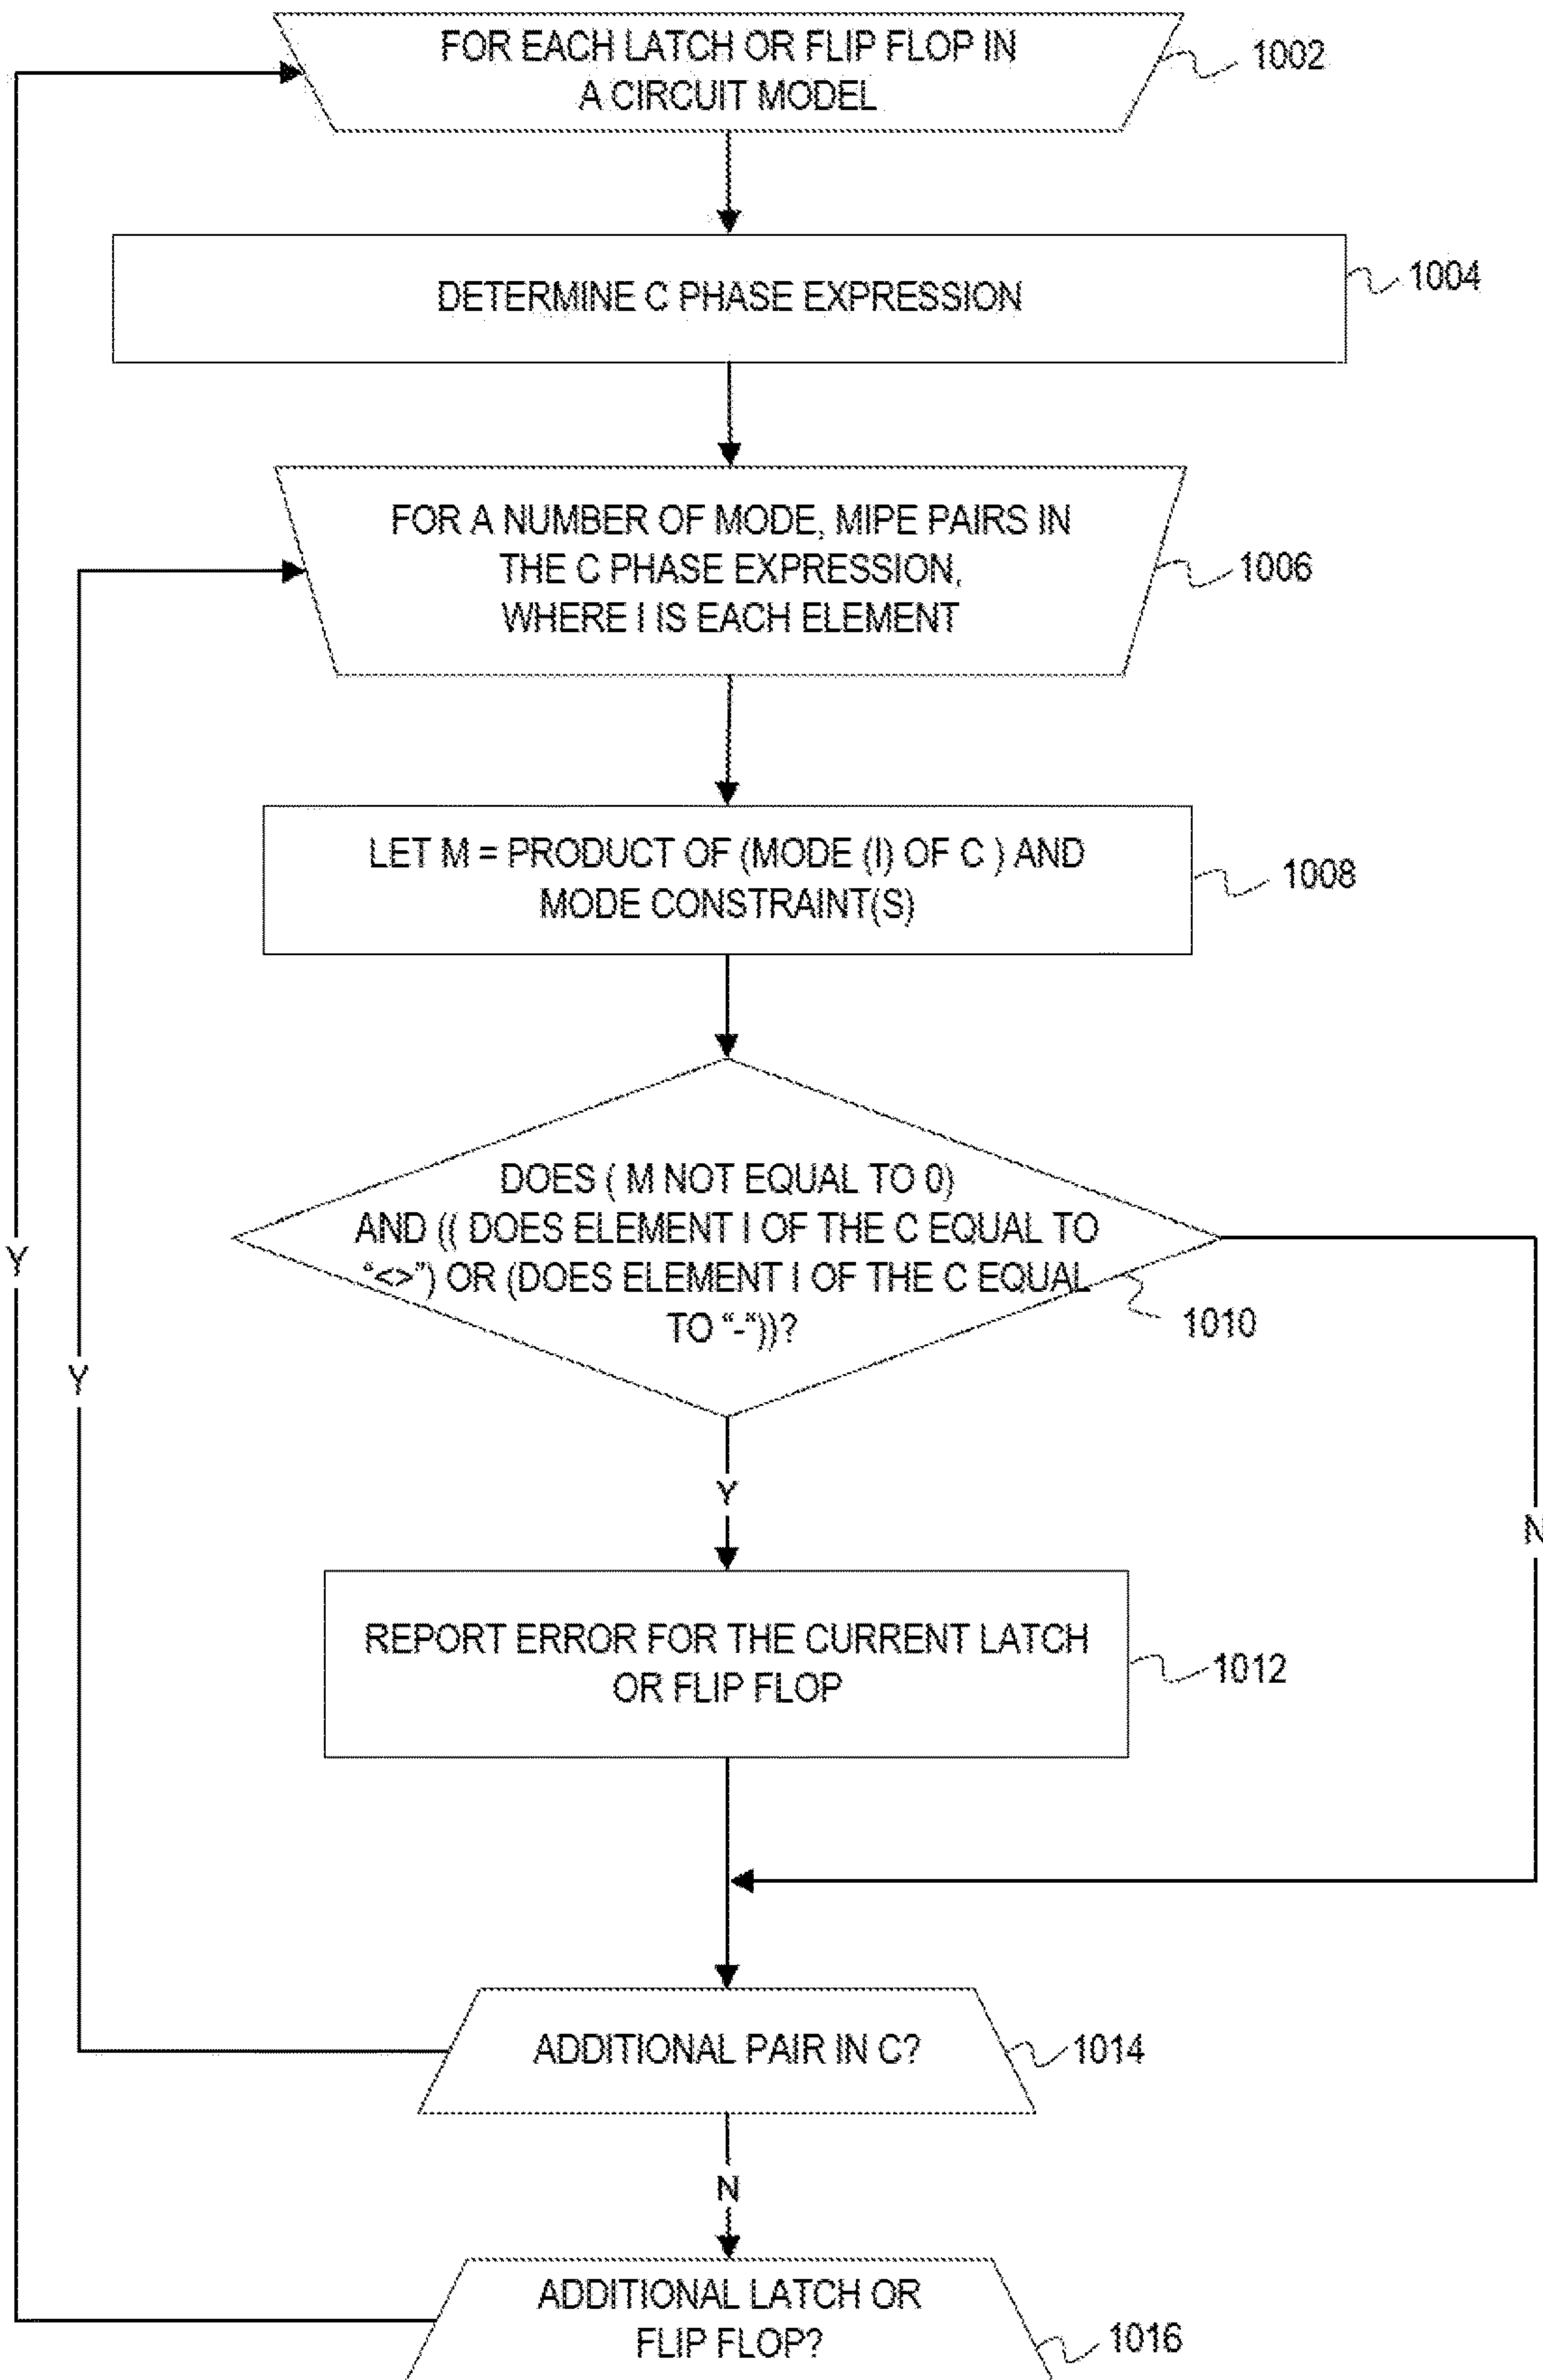 FOR EACH LATCH OR FLIP FLOP IN
A CIRCUIT MODEL
1002
DETERMINE C PHASE EXPRESSION
1004
FOR A NUMBER OF MODE, MIPE PAIRS IN
THE C PHASE EXPRESSION,
WHERE I IS EACH ELEMENT
1006
LET M = PRODUCT OF (MODE (I) OF C ) AND
MODE CONSTRAINT(S)
1008
DOES ( M NOT EQUAL TO 0)
AND (( DOES ELEMENT I OF THE C EQUAL TO
“<>”) OR (DOES ELEMENT I OF THE C EQUAL
TO “-”))?
1010
Y
Y
Y
N
REPORT ERROR FOR THE CURRENT LATCH
OR FLIP FLOP
1012
ADDITIONAL PAIR IN C?
1014
N
ADDITIONAL LATCH OR
FLIP FLOP?
1016